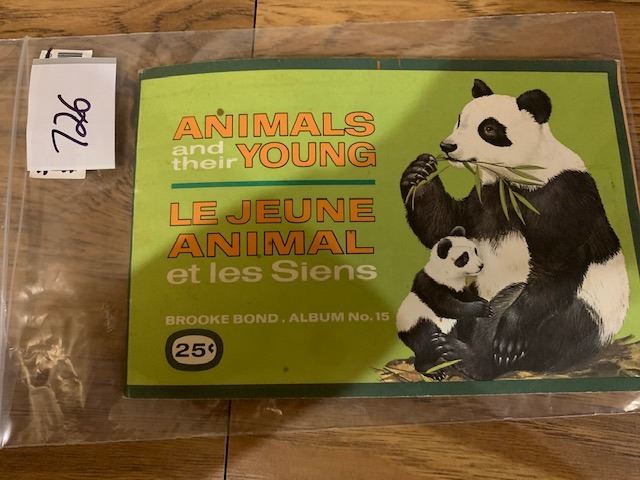 726
ANIMALS
and
their YOUNG
LE JEUNE
ANIMAL
et les Siens
BROOKE BOND . ALBUM No. 15
25¢